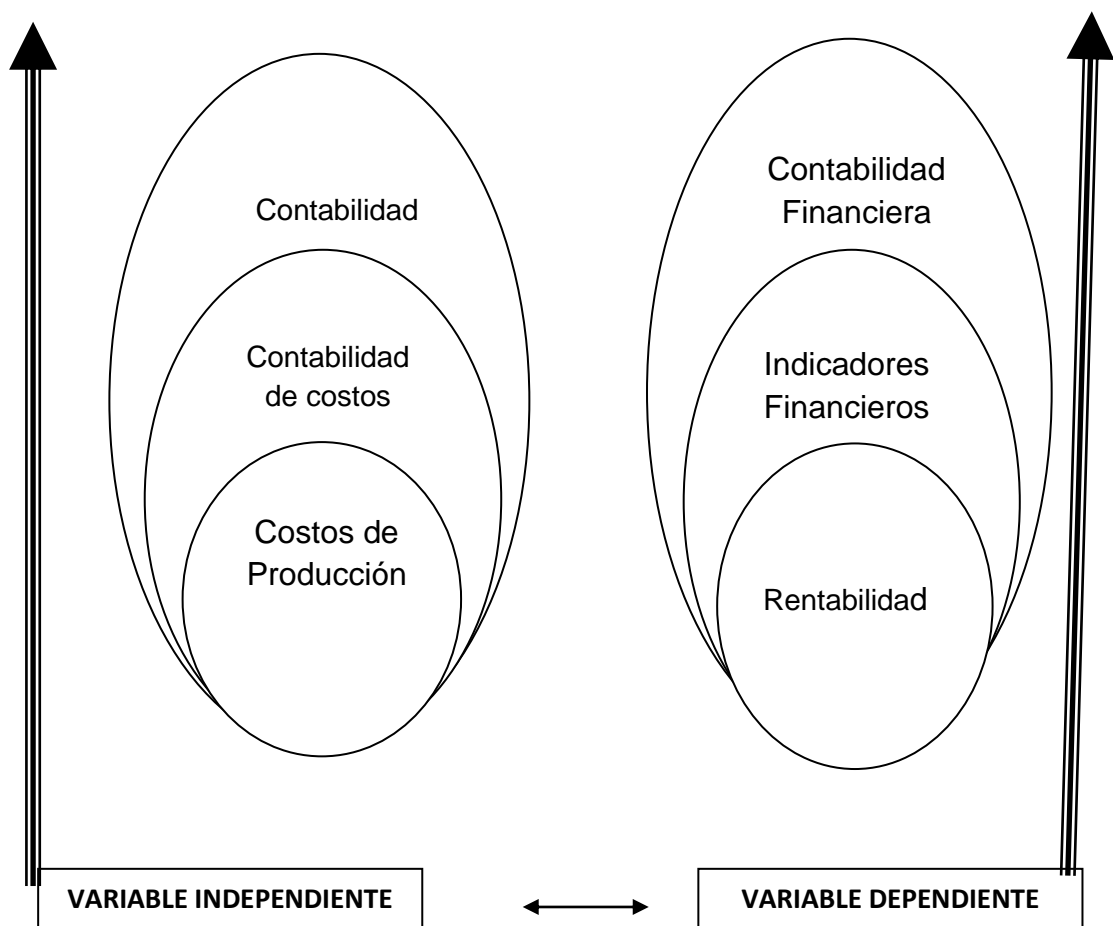 Contabilidad
Contabilidad
de costos
Costos de
Producción
Contabilidad
Financiera
Indicadores
Financieros
Rentabilidad
VARIABLE INDEPENDIENTE
VARIABLE DEPENDIENTE